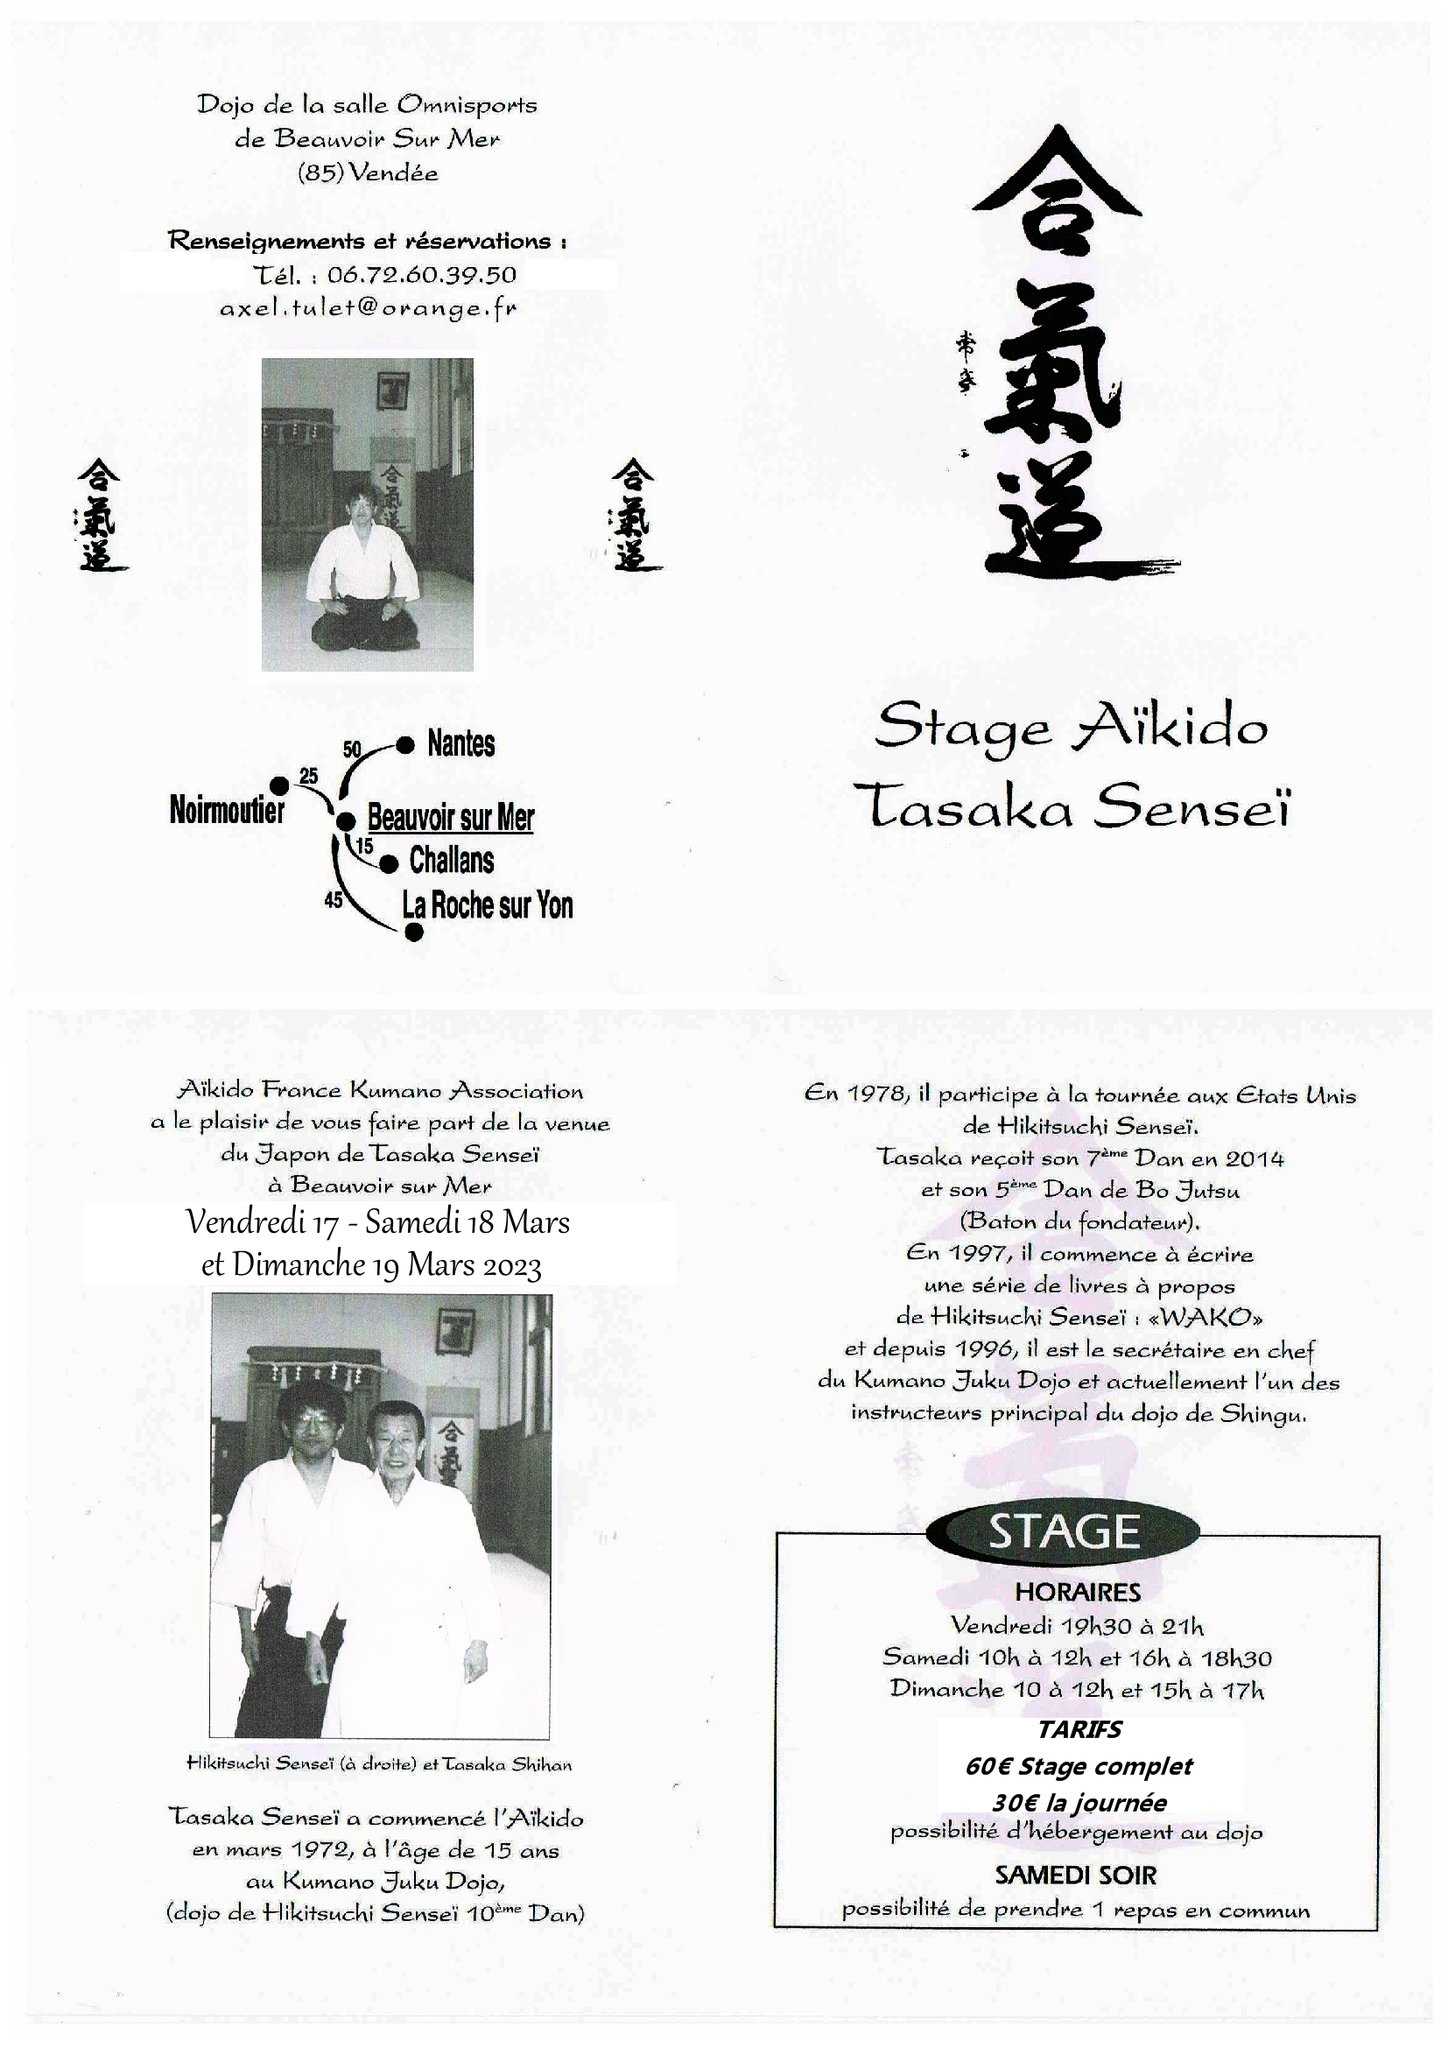 Dojo de la salle Omnisports
de Beauvoir Sur Mer
(85) Vendée
Renseignements et réservations :
Tél. : 06.72.60.39.50
axel.tulet@orange.fr
合氣道
合氣道
Nantes
50
25
Noirmoutier
Beauvoir sur Mer
15
Challans
La Roche sur Yon
45
合氣道
Stage Aïkido
Tasaka Senseï
Aïkido France Kumano Association
a le plaisir de vous faire part de la venue
du Japon de Tasaka Senseï
à Beauvoir sur Mer
Vendredi 17 - Samedi 18 Mars
et Dimanche 19 Mars 2023
Hikitsuchi Senseï (à droite) et Tasaka Shihan
Tasaka Senseï a commencé l'Aïkido
en mars 1972, à l'âge de 15 ans
au Kumano Juku Dojo,
(dojo de Hikitsuchi Senseï 10ème Dan)
En 1978, il participe à la tournée aux Etats Unis
de Hikitsuchi Senseï.
Tasaka reçoit son 7ème Dan en 2014
et son 5ème Dan de Bo Jutsu
(Baton du fondateur).
En 1997, il commence à écrire
une série de livres à propos
de Hikitsuchi Senseï : «WAKO»
et depuis 1996, il est le secrétaire en chef
du Kumano Juku Dojo et actuellement l'un des
instructeurs principal du dojo de Shingu.
STAGE
HORAIRES
Vendredi 19h30 à 21h
Samedi 10h à 12h et 16h à 18h30
Dimanche 10 à 12h et 15h à 17h
TARIFS
60€ Stage complet
30€ la journée
possibilité d'hébergement au dojo
SAMEDI SOIR
possibilité de prendre 1 repas en commun